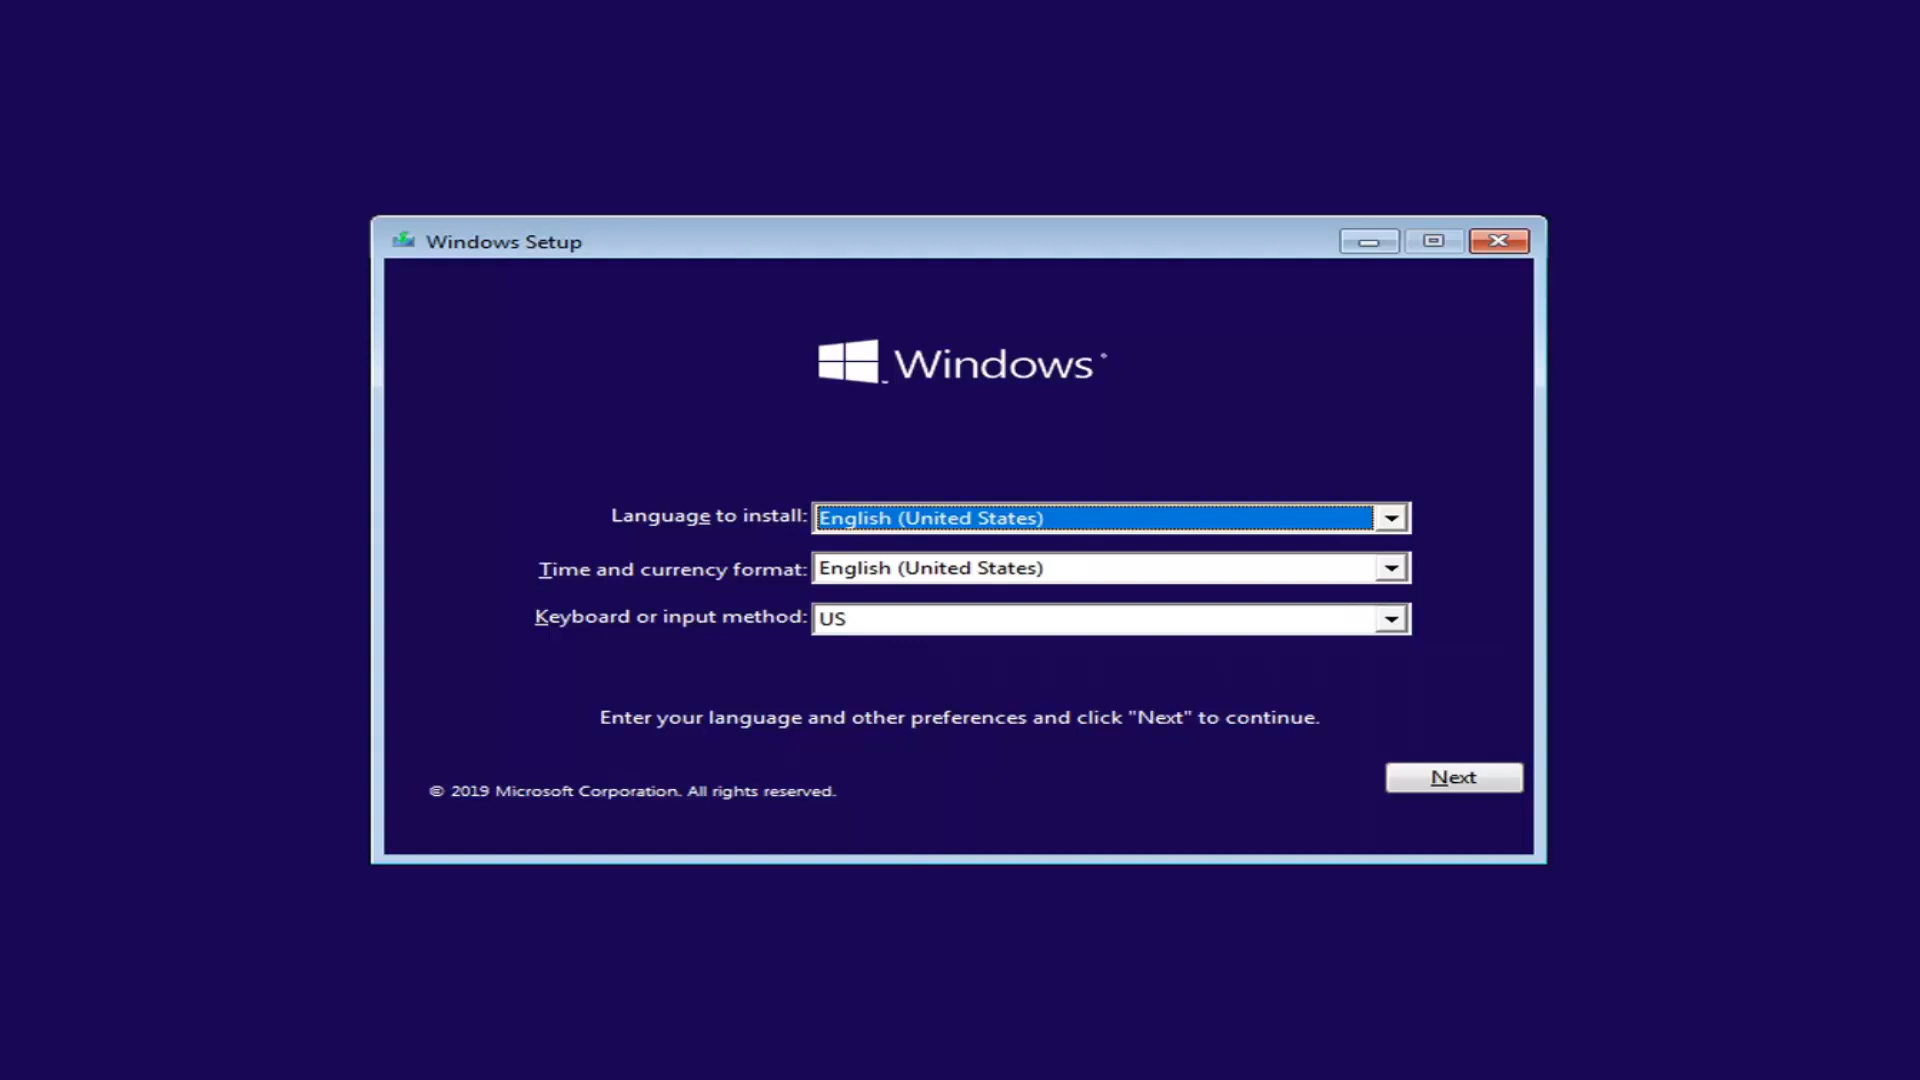 Windows Setup
Windows
Language to install: English (United States)
Time and currency format: English (United States)
Keyboard or input method: US
Enter your language and other preferences and click "Next" to continue.
Next
© 2019 Microsoft Corporation. All rights reserved.